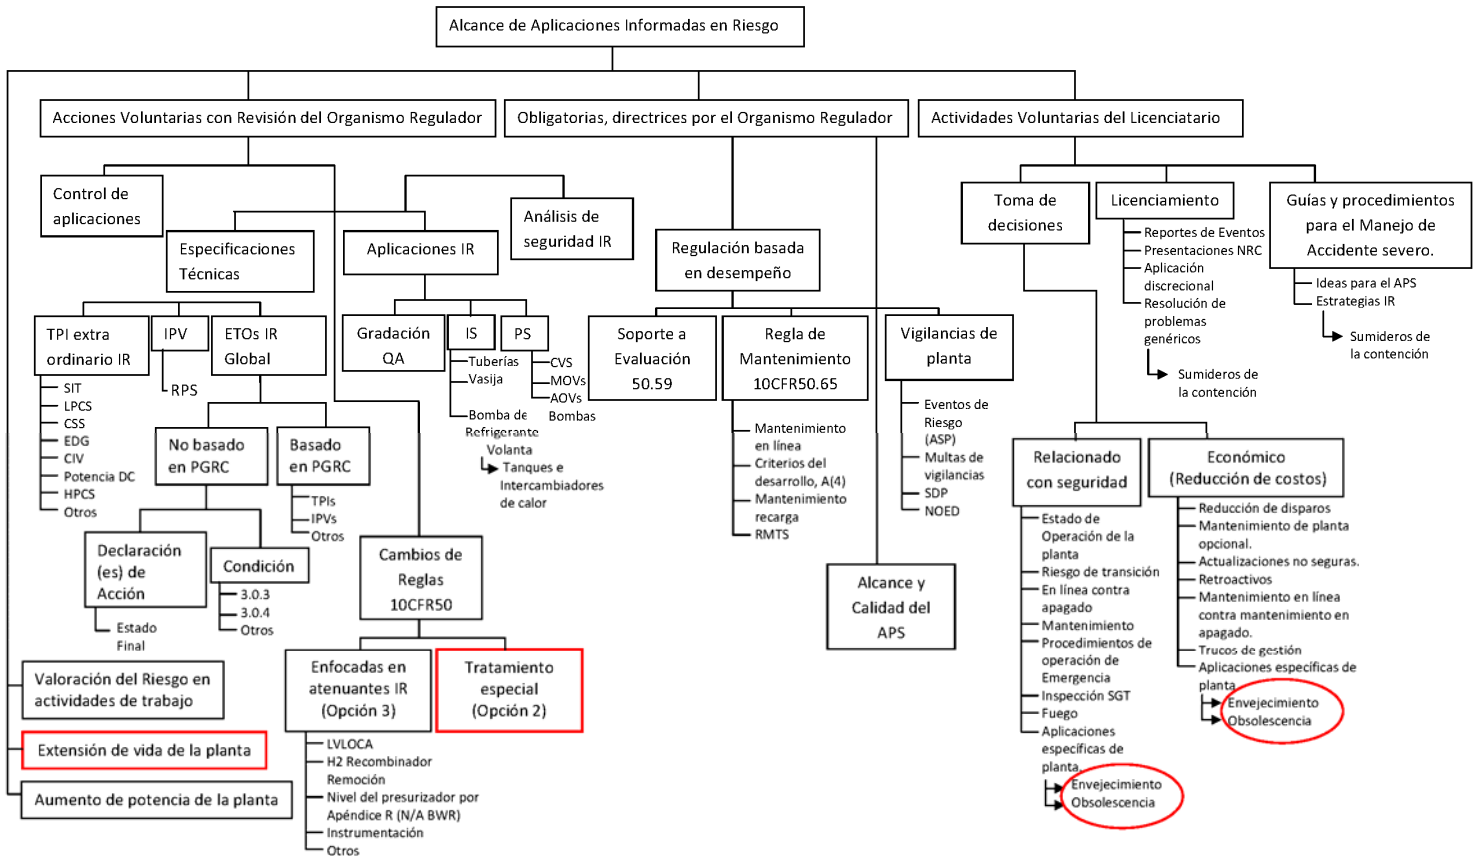 Alcance de Aplicaciones Informadas en Riesgo
Acciones Voluntarias con Revisión del Organismo Regulador
Obligatorias, directrices por el Organismo Regulador
Actividades Voluntarias del Licenciatario
Control de
aplicaciones
Especificaciones
Técnicas
Aplicaciones IR
Análisis de
seguridad IR
TPI extra
ordinario IR
SIT
LPCS
CSS
EDG
CIV
Potencia DC
HPCS
Otros
IPV
RPS
ETOs IR
Global
No basado
en PGRC
Basado
en PGRC
TPIs
IPVs
Otros
Declaración
(es) de
Acción
Estado
Final
Condición
3.0.3
3.0.4
Otros
Gradación
QA
IS
Tuberías
Vasija
Bomba de
Refrigerante
Volanta
Tanques e
Intercambiadores
de calor
PS
CVS
MOVs
AOVs
Bombas
Cambios de
Reglas
10CFR50
Enfocadas en
atenuantes IR
(Opción 3)
LVLOCA
H2 Recombinador
Remoción
Nivel del presurizador por
Apéndice R (N/A BWR)
Instrumentación
Otros
Tratamiento
especial
(Opción 2)
Valoración del Riesgo en
actividades de trabajo
Extensión de vida de la planta
Aumento de potencia de la planta
Regulación basada
en desempeño
Soporte a
Evaluación
50.59
Regla de
Mantenimiento
10CFR50.65
Mantenimiento
en línea
Criterios del
desarrollo, A(4)
Mantenimiento
recarga
RMTS
Vigilancias de
planta
Eventos de
Riesgo
(ASP)
Multas de
vigilancias
SDP
NOED
Alcance y
Calidad del
APS
Toma de
decisiones
Licenciamiento
Reportes de Eventos
Presentaciones NRC
Aplicación
discrecional
Resolución de
problemas
genéricos
Sumideros de
la contención
Guías y procedimientos
para el Manejo de
Accidente severo.
Ideas para el APS
Estrategias IR
Sumideros de
la contención
Relacionado
con seguridad
Estado de
Operación de la
planta
Riesgo de transición
En línea contra
apagado
Mantenimiento
Procedimientos de
operación de
Emergencia
Inspección SGT
Fuego
Aplicaciones
específicas de
planta.
Envejecimiento
Obsolescencia
Económico
(Reducción de costos)
Reducción de disparos
Mantenimiento de planta
opcional.
Actualizaciones no seguras.
Retroactivos
Mantenimiento en línea
contra mantenimiento en
apagado.
Trucos de gestión
Aplicaciones específicas de
planta
Envejecimiento
Obsolescencia